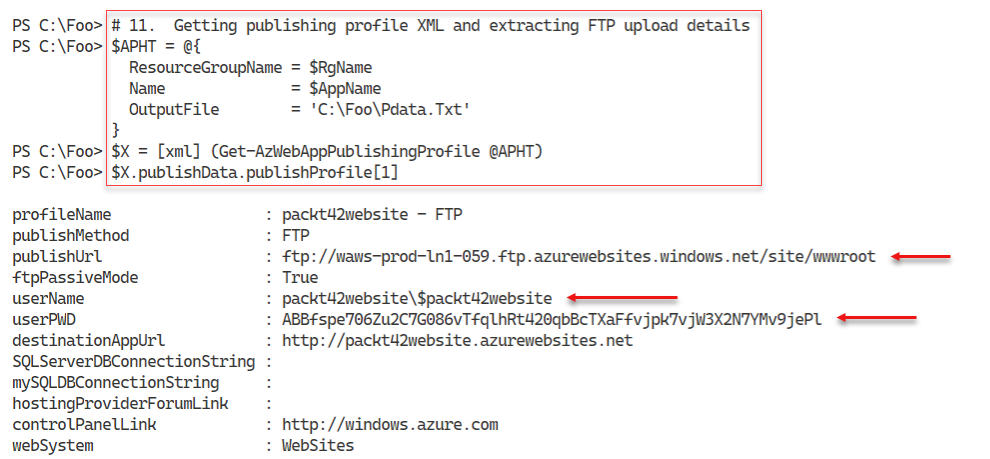 PS C:\Foo> # 11.  Getting publishing profile XML and extracting FTP upload details
PS C:\Foo> $APHT = @{
  ResourceGroupName = $RgName
  Name              = $AppName
  OutputFile        = 'C:\Foo\Pdata.Txt'
}
PS C:\Foo> $X = [xml] (Get-AzWebAppPublishingProfile @APHT)
PS C:\Foo> $X.publishData.publishProfile[1]
profileName                 : packt42website - FTP
publishMethod               : FTP
publishUrl                  : ftp://waws-prod-ln1-059.ftp.azurewebsites.windows.net/site/wwwroot
ftpPassiveMode              : True
userName                    : packt42website\$packt42website
userPWD                     : ABBfspe706Zu2C7G086vTfqlhRt420qbBcTXaFfvjpk7vjW3X2N7YMv9jePl
destinationAppUrl           : http://packt42website.azurewebsites.net
SQLServerDBConnectionString :
mySQLDBConnectionString     :
hostingProviderForumLink    :
controlPanelLink            : http://windows.azure.com
webSystem                   : WebSites